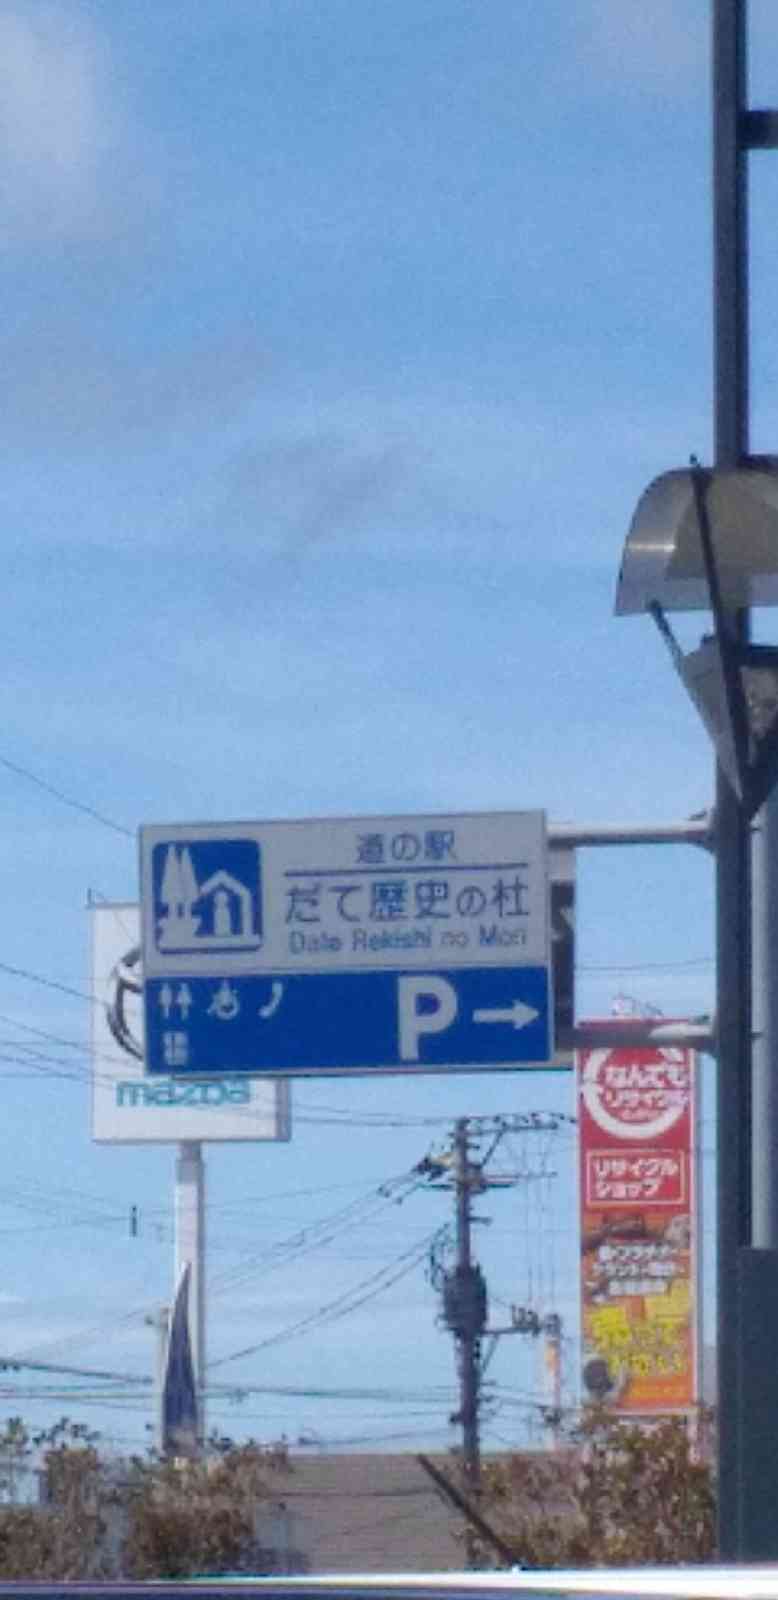 道の駅
だて歴史の杜
Date Rekishi no Mori
P
mazda
なんでも
リサイクル
リサイクル
ショップ